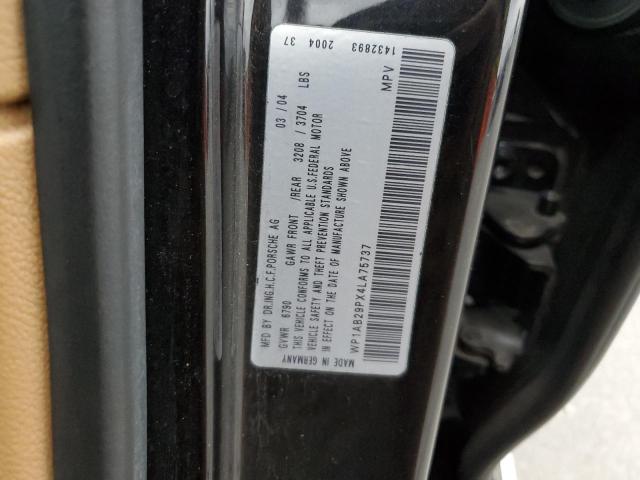 MFD BY DR.ING.H.C.F.PORSCHE AG 03 / 04
GVWR 6790 GAWR FRONT /REAR 3208 / 3704 LBS
THIS VEHICLE CONFORMS TO ALL APPLICABLE U.S.FEDERAL MOTOR
VEHICLE SAFETY AND THEFT PREVENTION STANDARDS
IN EFFECT ON THE DATE OF MANUFACTURE SHOWN ABOVE
2004 37
1432893
MADE IN GERMANY WP1AB29PX4LA75737 MPV